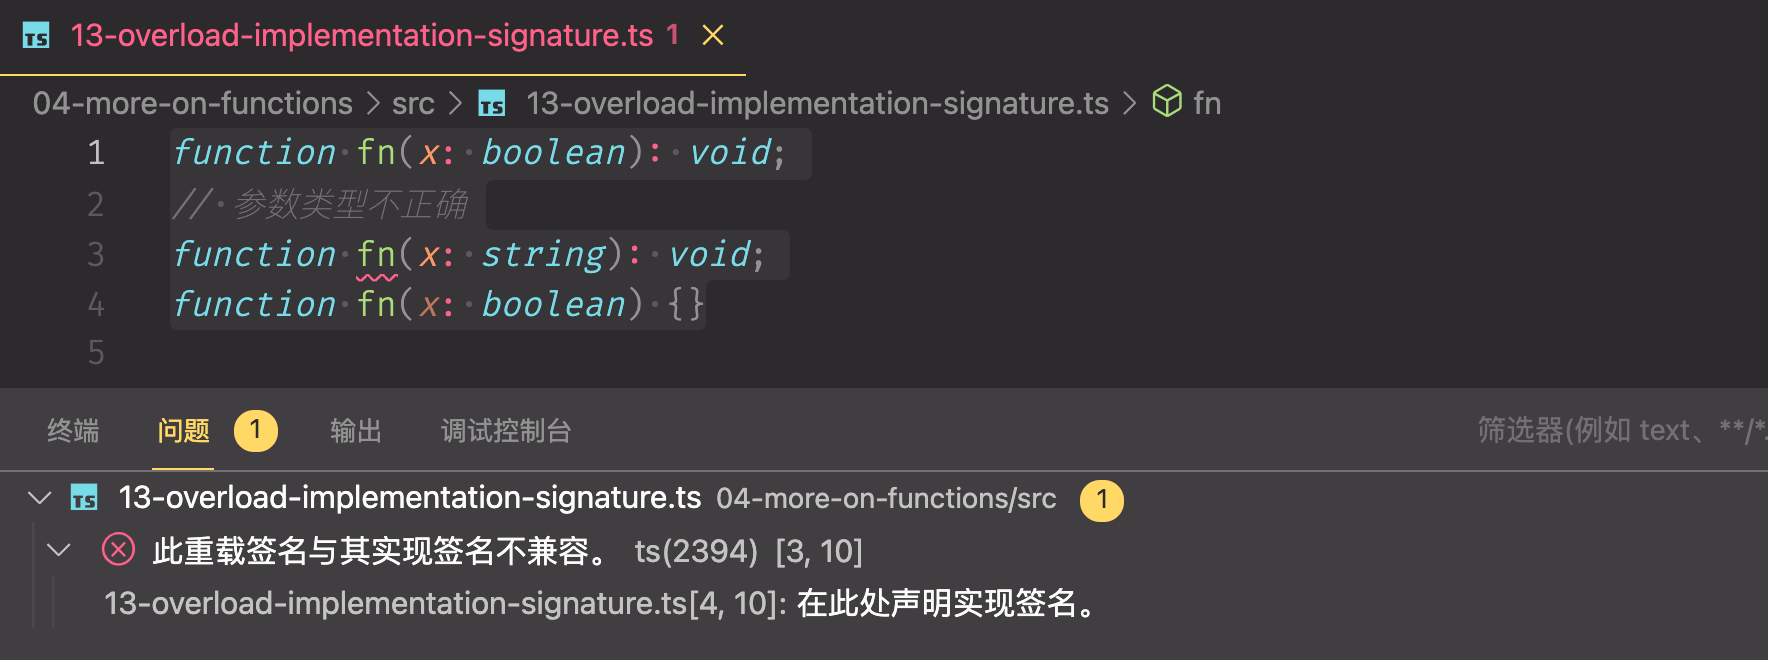 TS 13-overload-implementation-signature.ts 1
04-more-on-functions > src > TS 13-overload-implementation-signature.ts > fn
1 function fn(x: boolean): void;
2 // 参数类型不正确
3 function fn(x: string): void;
4 function fn(x: boolean) {}
5
终端 问题 1 输出 调试控制台 筛选器(例如 text、**/*.
TS 13-overload-implementation-signature.ts 04-more-on-functions/src 1
此重载签名与其实现签名不兼容。 ts(2394) [3, 10]
13-overload-implementation-signature.ts[4, 10]: 在此处声明实现签名。